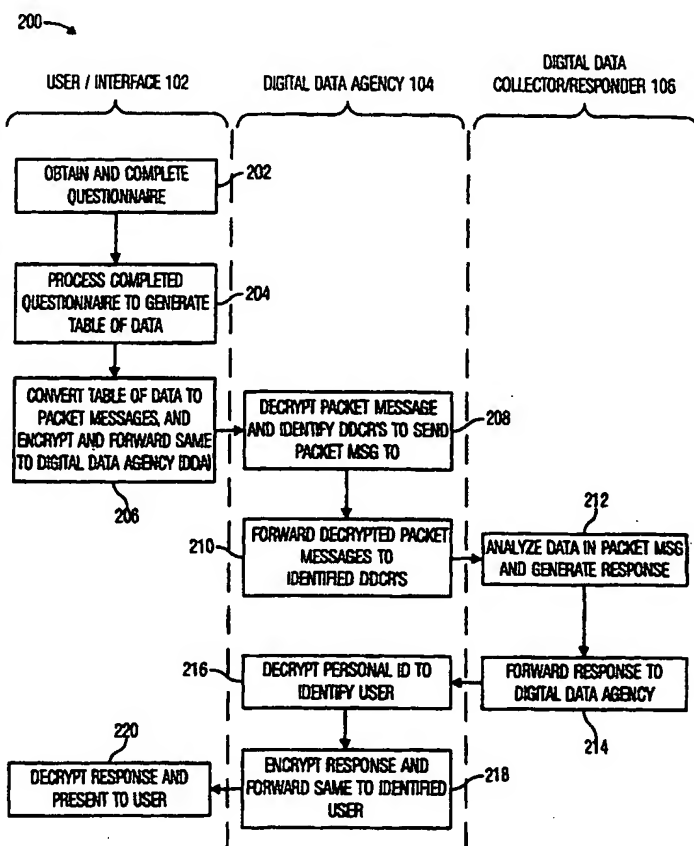 200
USER / INTERFACE 102
DIGITAL DATA AGENCY 104
DIGITAL DATA
COLLECTOR/RESPONDER 106
OBTAIN AND COMPLETE
QUESTIONNAIRE
202
PROCESS COMPLETED
QUESTIONNAIRE TO GENERATE
TABLE OF DATA
204
CONVERT TABLE OF DATA TO
PACKET MESSAGES, AND
ENCRYPT AND FORWARD SAME
TO DIGITAL DATA AGENCY (DDA)
206
DECRYPT PACKET MESSAGE
AND IDENTIFY DDCR'S TO SEND
PACKET MSG TO
208
210
FORWARD DECRYPTED PACKET
MESSAGES TO
IDENTIFIED DDCR'S
212
ANALYZE DATA IN PACKET MSG
AND GENERATE RESPONSE
216
DECRYPT PERSONAL ID TO
IDENTIFY USER
FORWARD RESPONSE TO
DIGITAL DATA AGENCY
214
220
DECRYPT RESPONSE AND
PRESENT TO USER
ENCRYPT RESPONSE AND
FORWARD SAME TO IDENTIFIED
USER
218